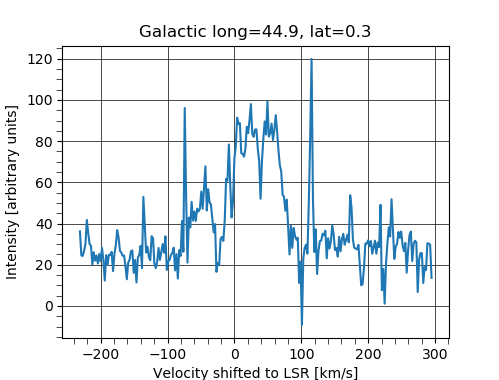 Galactic long=44.9, lat=0.3
120
100
80
60
40
20
0
Intensity [arbitrary units]
−200 −100 0 100 200 300
Velocity shifted to LSR [km/s]